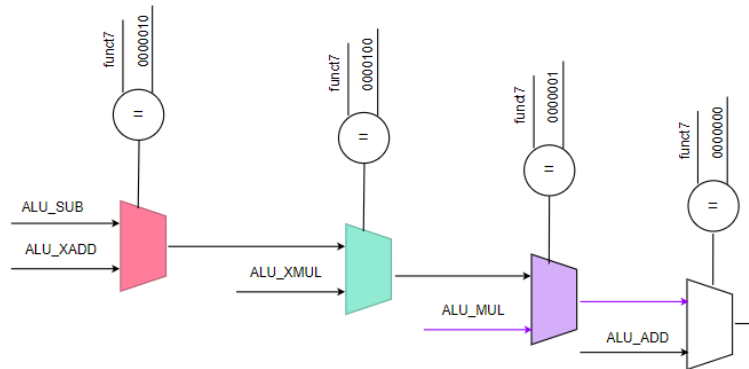 funct7
0000010
=
funct7
0000100
=
funct7
0000001
=
funct7
0000000
=
ALU_SUB
ALU_XADD
ALU_XMUL
ALU_MUL
ALU_ADD